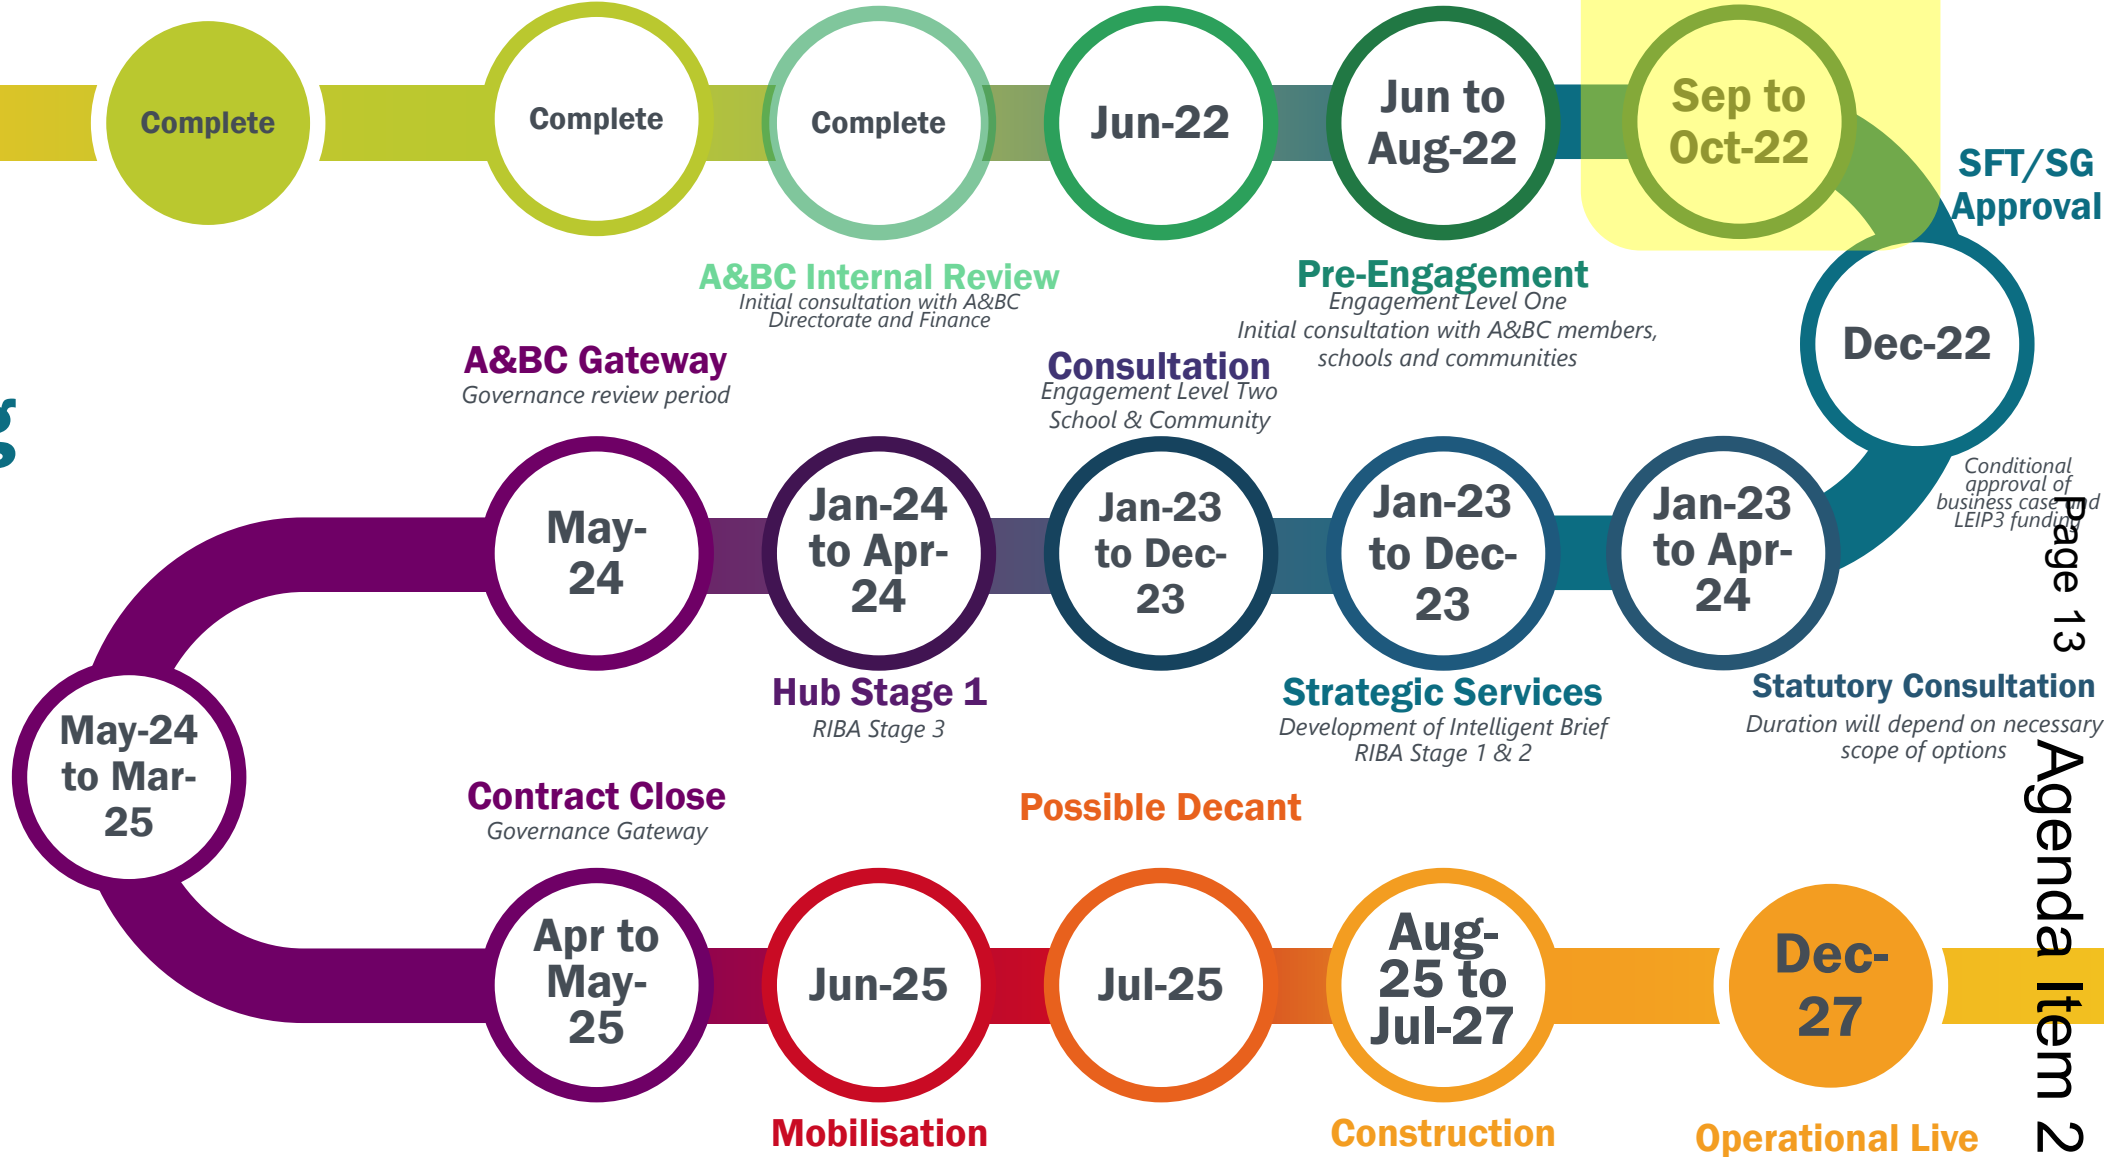 Complete
Complete
Complete
Jun-22
Jun to
Aug-22
Sep to
Oct-22
SFT/SG
Approval
A&BC Internal Review
Initial consultation with A&BC
Directorate and Finance
Pre-Engagement
Engagement Level One
Initial consultation with A&BC members,
schools and communities
Dec-22
Conditional
approval of
business case and
LEIP3 funding
A&BC Gateway
Governance review period
Consultation
Engagement Level Two
School & Community
May-
24
Jan-24
to Apr-
24
Jan-23
to Dec-
23
Jan-23
to Dec-
23
Jan-23
to Apr-
24
Hub Stage 1
RIBA Stage 3
Strategic Services
Development of Intelligent Brief
RIBA Stage 1 & 2
Statutory Consultation
Duration will depend on necessary
scope of options
May-24
to Mar-
25
Contract Close
Governance Gateway
Possible Decant
Apr to
May-
25
Jun-25
Jul-25
Aug-
25 to
Jul-27
Dec-
27
Mobilisation
Construction
Operational Live
Page 13
Agenda Item 2